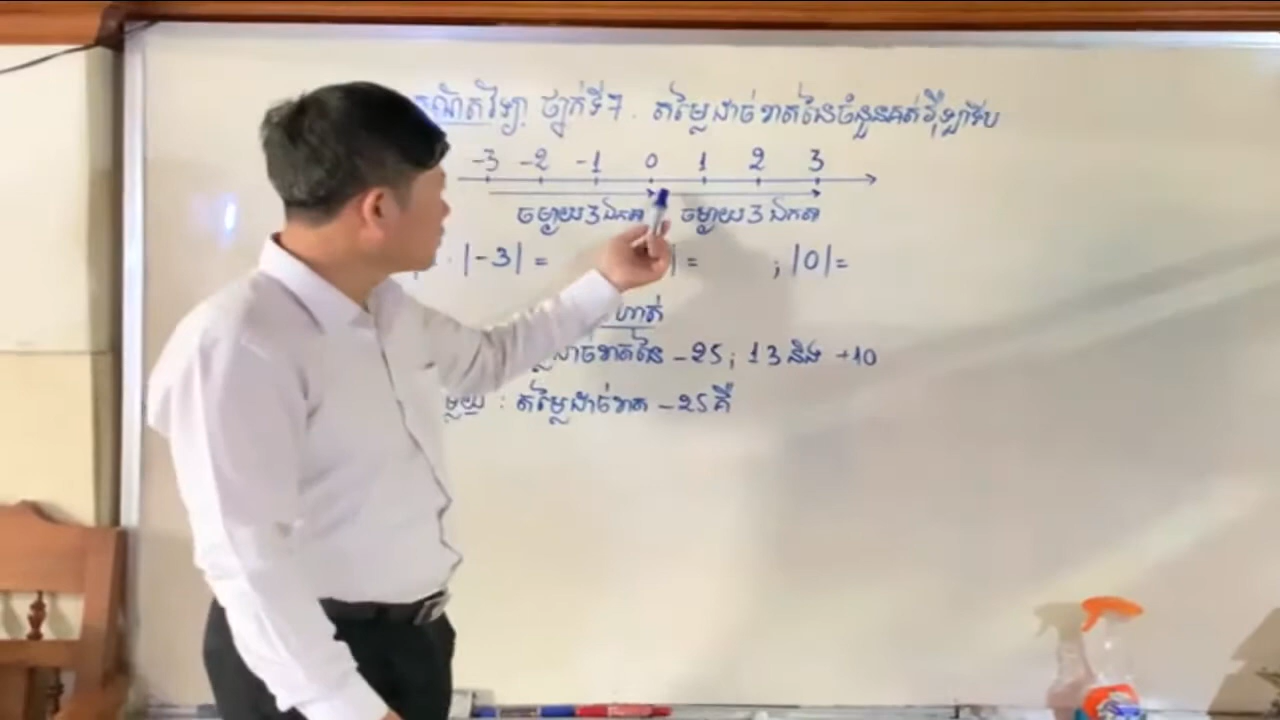 គណិតវិទ្យា ថ្នាក់ទី7 . តម្លៃដាច់ខាតនៃចំនួនគត់រ៉ឺឡាទីប
-3 -2 -1 0 1 2 3
ចម្ងាយ 3 ឯកតា ចម្ងាយ 3 ឯកតា
|-3| = | = ; |0| =
ហាត់
ដាច់ខាតនៃ -25 ; 13 និង +10
តម្លៃដាច់ខាត -25 គឺ